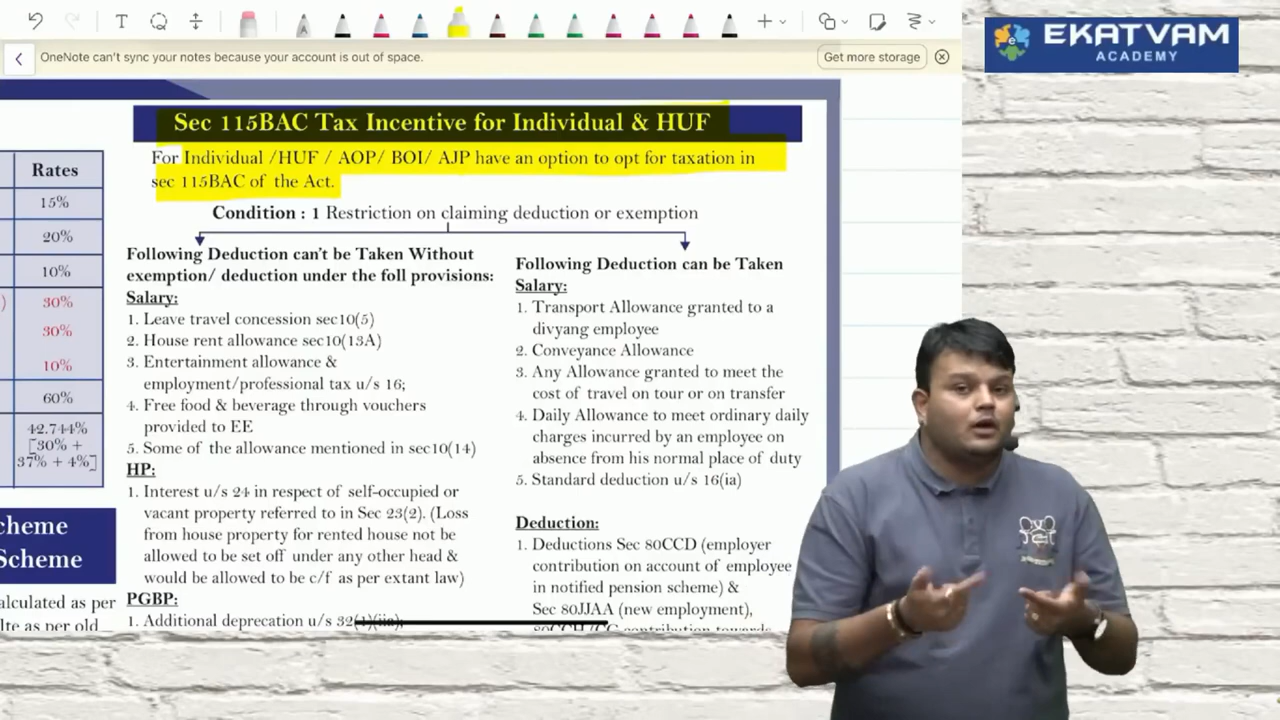 T
OneNote can't sync your notes because your account is out of space.
Get more storage
EKATVAM
ACADEMY
Rates
15%
20%
10%
30%
30%
10%
60%
42.744%
[30% +
37% + 4%]
cheme
Scheme
alculated as per
lte as per old
Sec 115BAC Tax Incentive for Individual & HUF
For Individual /HUF / AOP/ BOI/ AJP have an option to opt for taxation in
sec 115BAC of the Act.
Condition : 1 Restriction on claiming deduction or exemption
Following Deduction can't be Taken Without
exemption/ deduction under the foll provisions:
Salary:
1. Leave travel concession sec10(5)
2. House rent allowance sec10(13A)
3. Entertainment allowance &
employment/professional tax u/s 16;
4. Free food & beverage through vouchers
provided to EE
5. Some of the allowance mentioned in sec10(14)
HP:
1. Interest u/s 24 in respect of self-occupied or
vacant property referred to in Sec 23(2). (Loss
from house property for rented house not be
allowed to be set off under any other head &
would be allowed to be c/f as per extant law)
PGBP:
1. Additional deprecation u/s 32(1)(iia);
Following Deduction can be Taken
Salary:
1. Transport Allowance granted to a
divyang employee
2. Conveyance Allowance
3. Any Allowance granted to meet the
cost of travel on tour or on transfer
4. Daily Allowance to meet ordinary daily
charges incurred by an employee on
absence from his normal place of duty
5. Standard deduction u/s 16(ia)
Deduction:
1. Deductions Sec 80CCD (employer
contribution on account of employee
in notified pension scheme) &
Sec 80JJAA (new employment),
80CCH/CG contribution towards